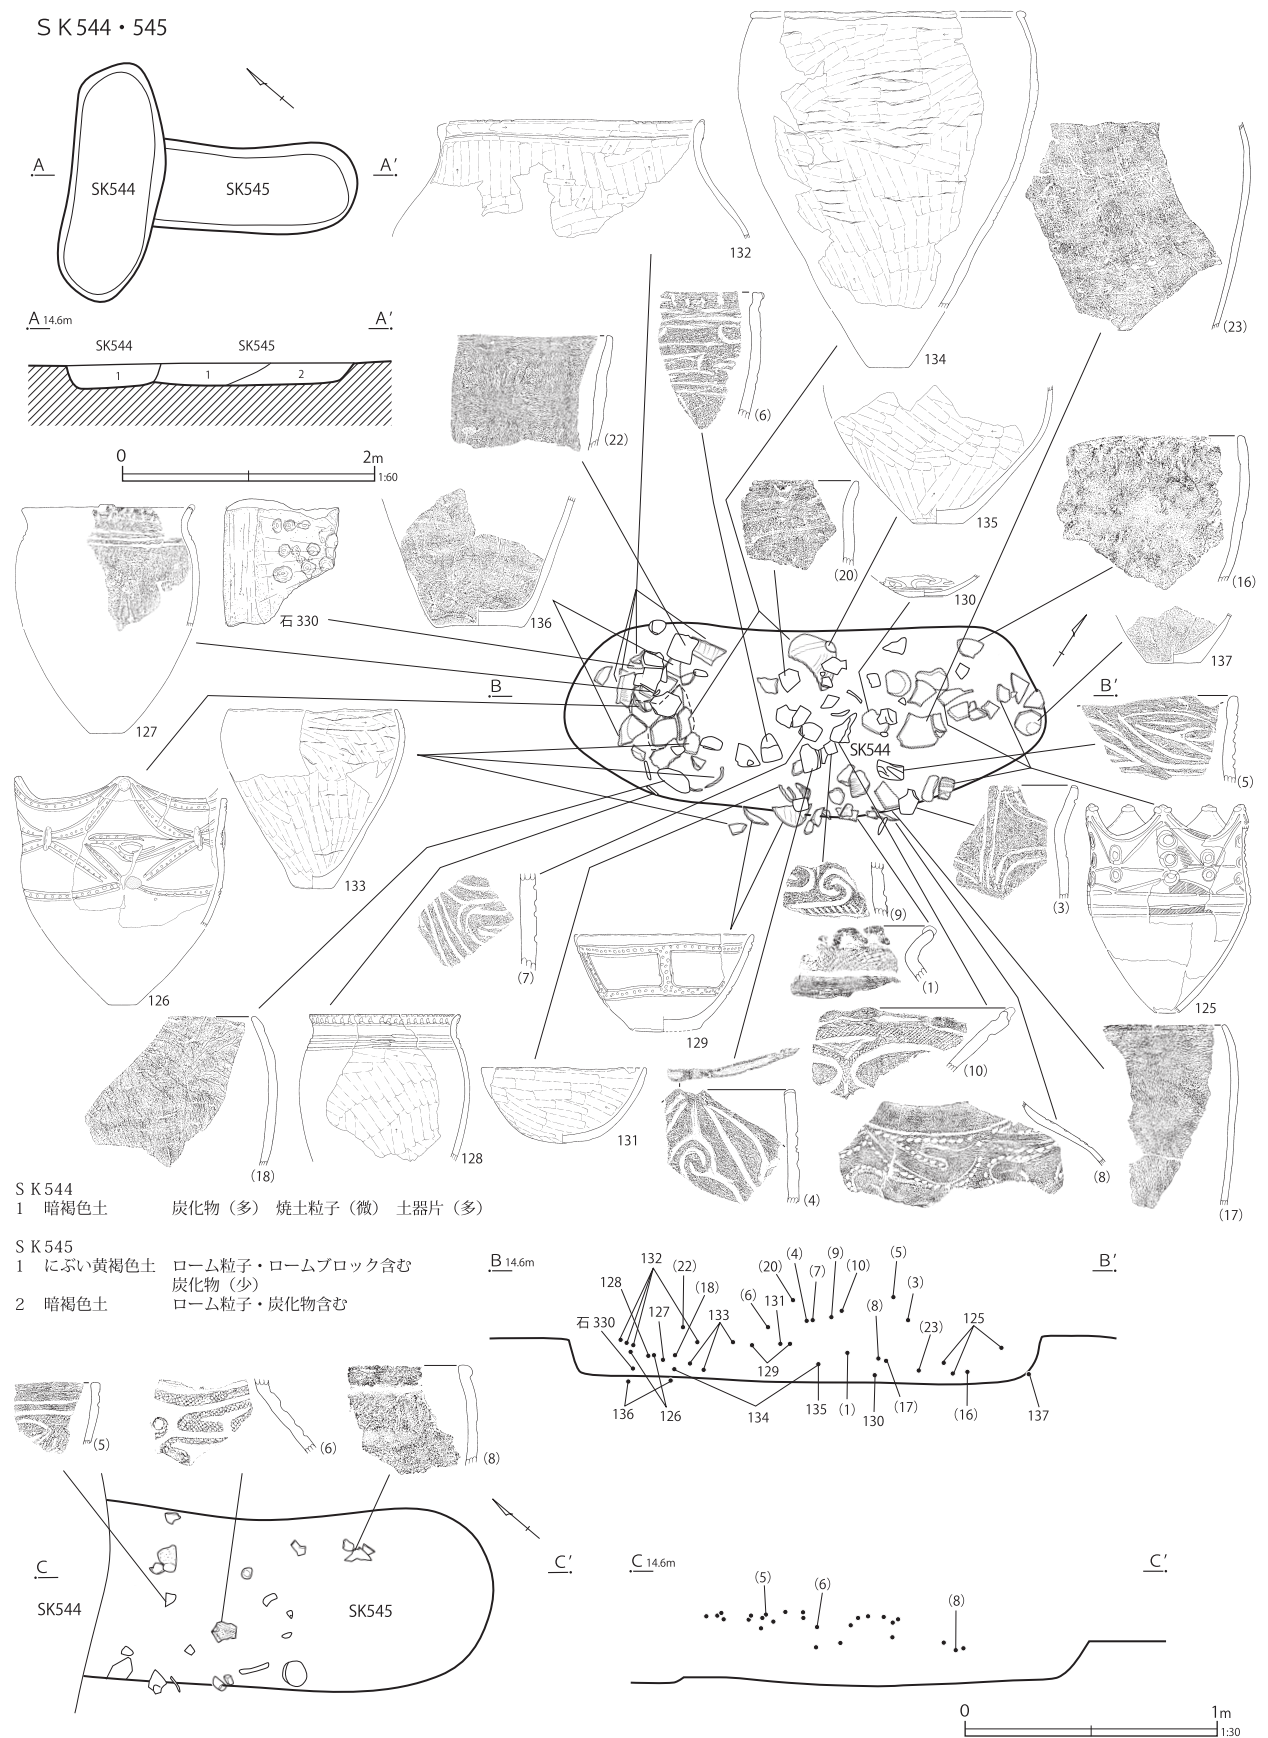 ＳＫ544・545
A
A′
SK544
SK545
A 14.6m
A′
SK544
SK545
1
1
2
0
2m
1:60
132
134
(23)
(22)
(6)
135
(20)
130
(16)
137
127
石 330
136
B
B′
SK544
(5)
126
133
(7)
(9)
(1)
(3)
125
129
(10)
(18)
128
131
(4)
(8)
(17)
ＳＫ544
1　暗褐色土　炭化物（多）　焼土粒子（微）　土器片（多）
ＳＫ545
1　にぶい黄褐色土　ローム粒子・ロームブロック含む
炭化物（少）
2　暗褐色土　ローム粒子・炭化物含む
B 14.6m
B′
132
(22)
(18)
128
石 330
127
133
(6)
(20)
131
(4)
(7)
(9)
(10)
(5)
(3)
(8)
(23)
125
129
136
126
134
135
(1)
130
(17)
(16)
137
(5)
(6)
(8)
C
C′
SK544
SK545
C 14.6m
C′
(5)
(6)
(8)
0
1m
1:30